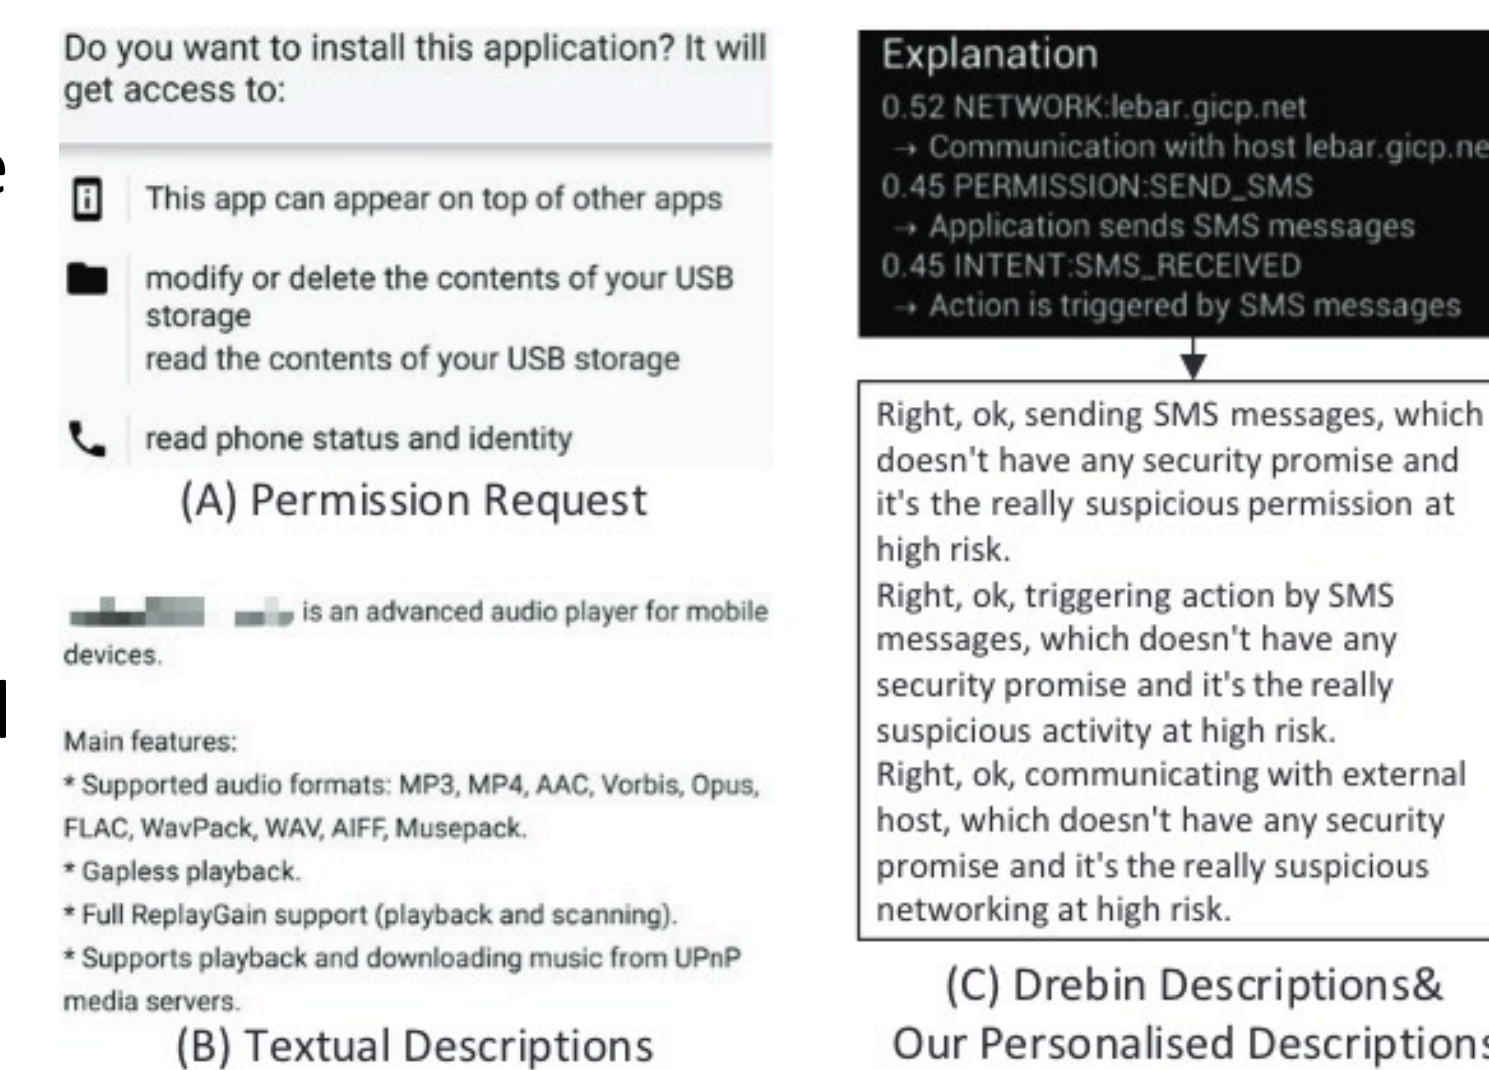 Do you want to install this application? It will
get access to:
This app can appear on top of other apps
modify or delete the contents of your USB
storage
read the contents of your USB storage
read phone status and identity
(A) Permission Request
is an advanced audio player for mobile
devices.
Main features:
* Supported audio formats: MP3, MP4, AAC, Vorbis, Opus,
FLAC, WavPack, WAV, AIFF, Musepack.
* Gapless playback.
* Full ReplayGain support (playback and scanning).
* Supports playback and downloading music from UPnP
media servers.
(B) Textual Descriptions
Explanation
0.52 NETWORK:lebar.gicp.net
→ Communication with host lebar.gicp.ne
0.45 PERMISSION:SEND_SMS
→ Application sends SMS messages
0.45 INTENT:SMS_RECEIVED
→ Action is triggered by SMS messages
Right, ok, sending SMS messages, which
doesn't have any security promise and
it's the really suspicious permission at
high risk.
Right, ok, triggering action by SMS
messages, which doesn't have any
security promise and it's the really
suspicious activity at high risk.
Right, ok, communicating with external
host, which doesn't have any security
promise and it's the really suspicious
networking at high risk.
(C) Drebin Descriptions&
Our Personalised Descriptions